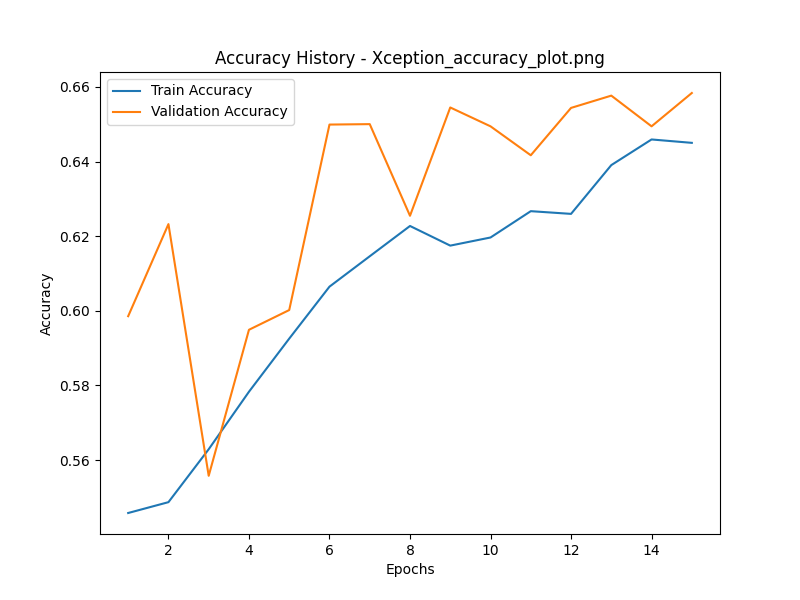 Accuracy History - Xception_accuracy_plot.png
Train Accuracy
Validation Accuracy
0.66
0.64
0.62
0.60
0.58
0.56
Accuracy
2 4 6 8 10 12 14
Epochs